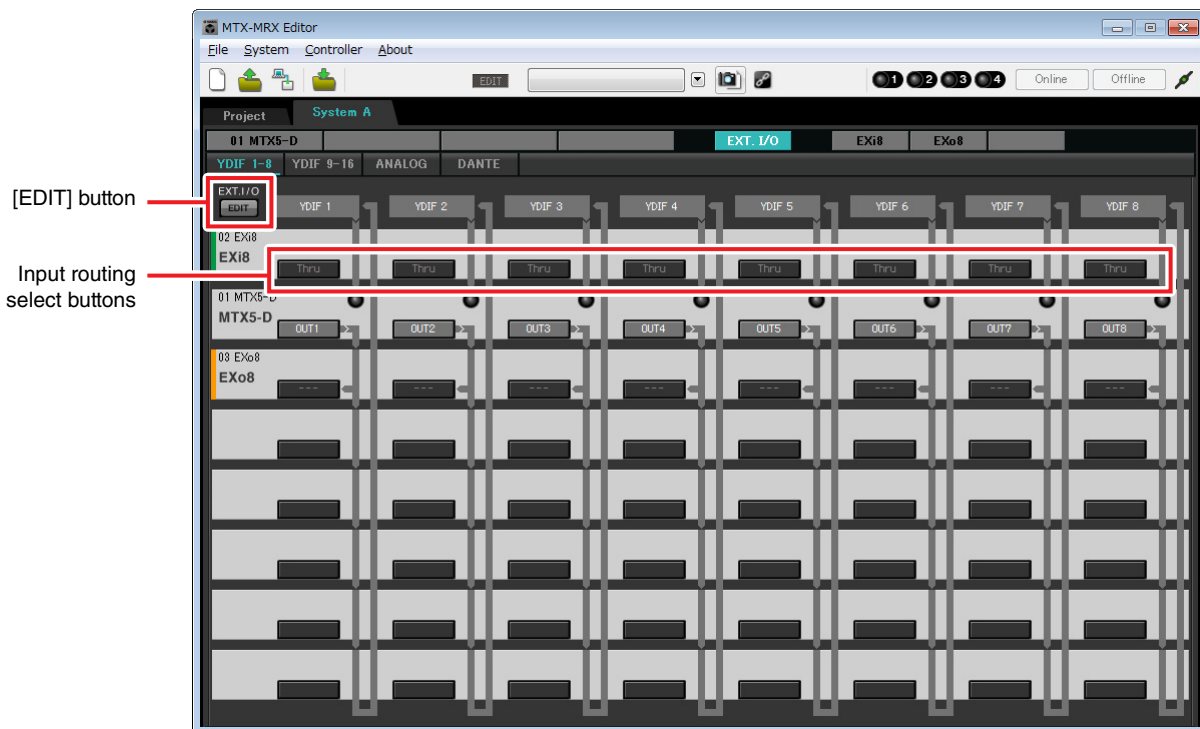 MTX-MRX Editor
File System Controller About
EDIT
1 2 3 4
Online Offline
Project System A
01 MTX5-D EXT. I/O EXi8 EXo8
YDIF 1-8 YDIF 9-16 ANALOG DANTE
[EDIT] button
EXT.I/O
EDIT
YDIF 1 YDIF 2 YDIF 3 YDIF 4 YDIF 5 YDIF 6 YDIF 7 YDIF 8
02 EXi8
EXi8
Input routing
select buttons
Thru Thru Thru Thru Thru Thru Thru Thru
01 MTX5-D
MTX5-D
OUT1 OUT2 OUT3 OUT4 OUT5 OUT6 OUT7 OUT8
03 EXo8
EXo8
--- --- --- --- --- --- --- ---